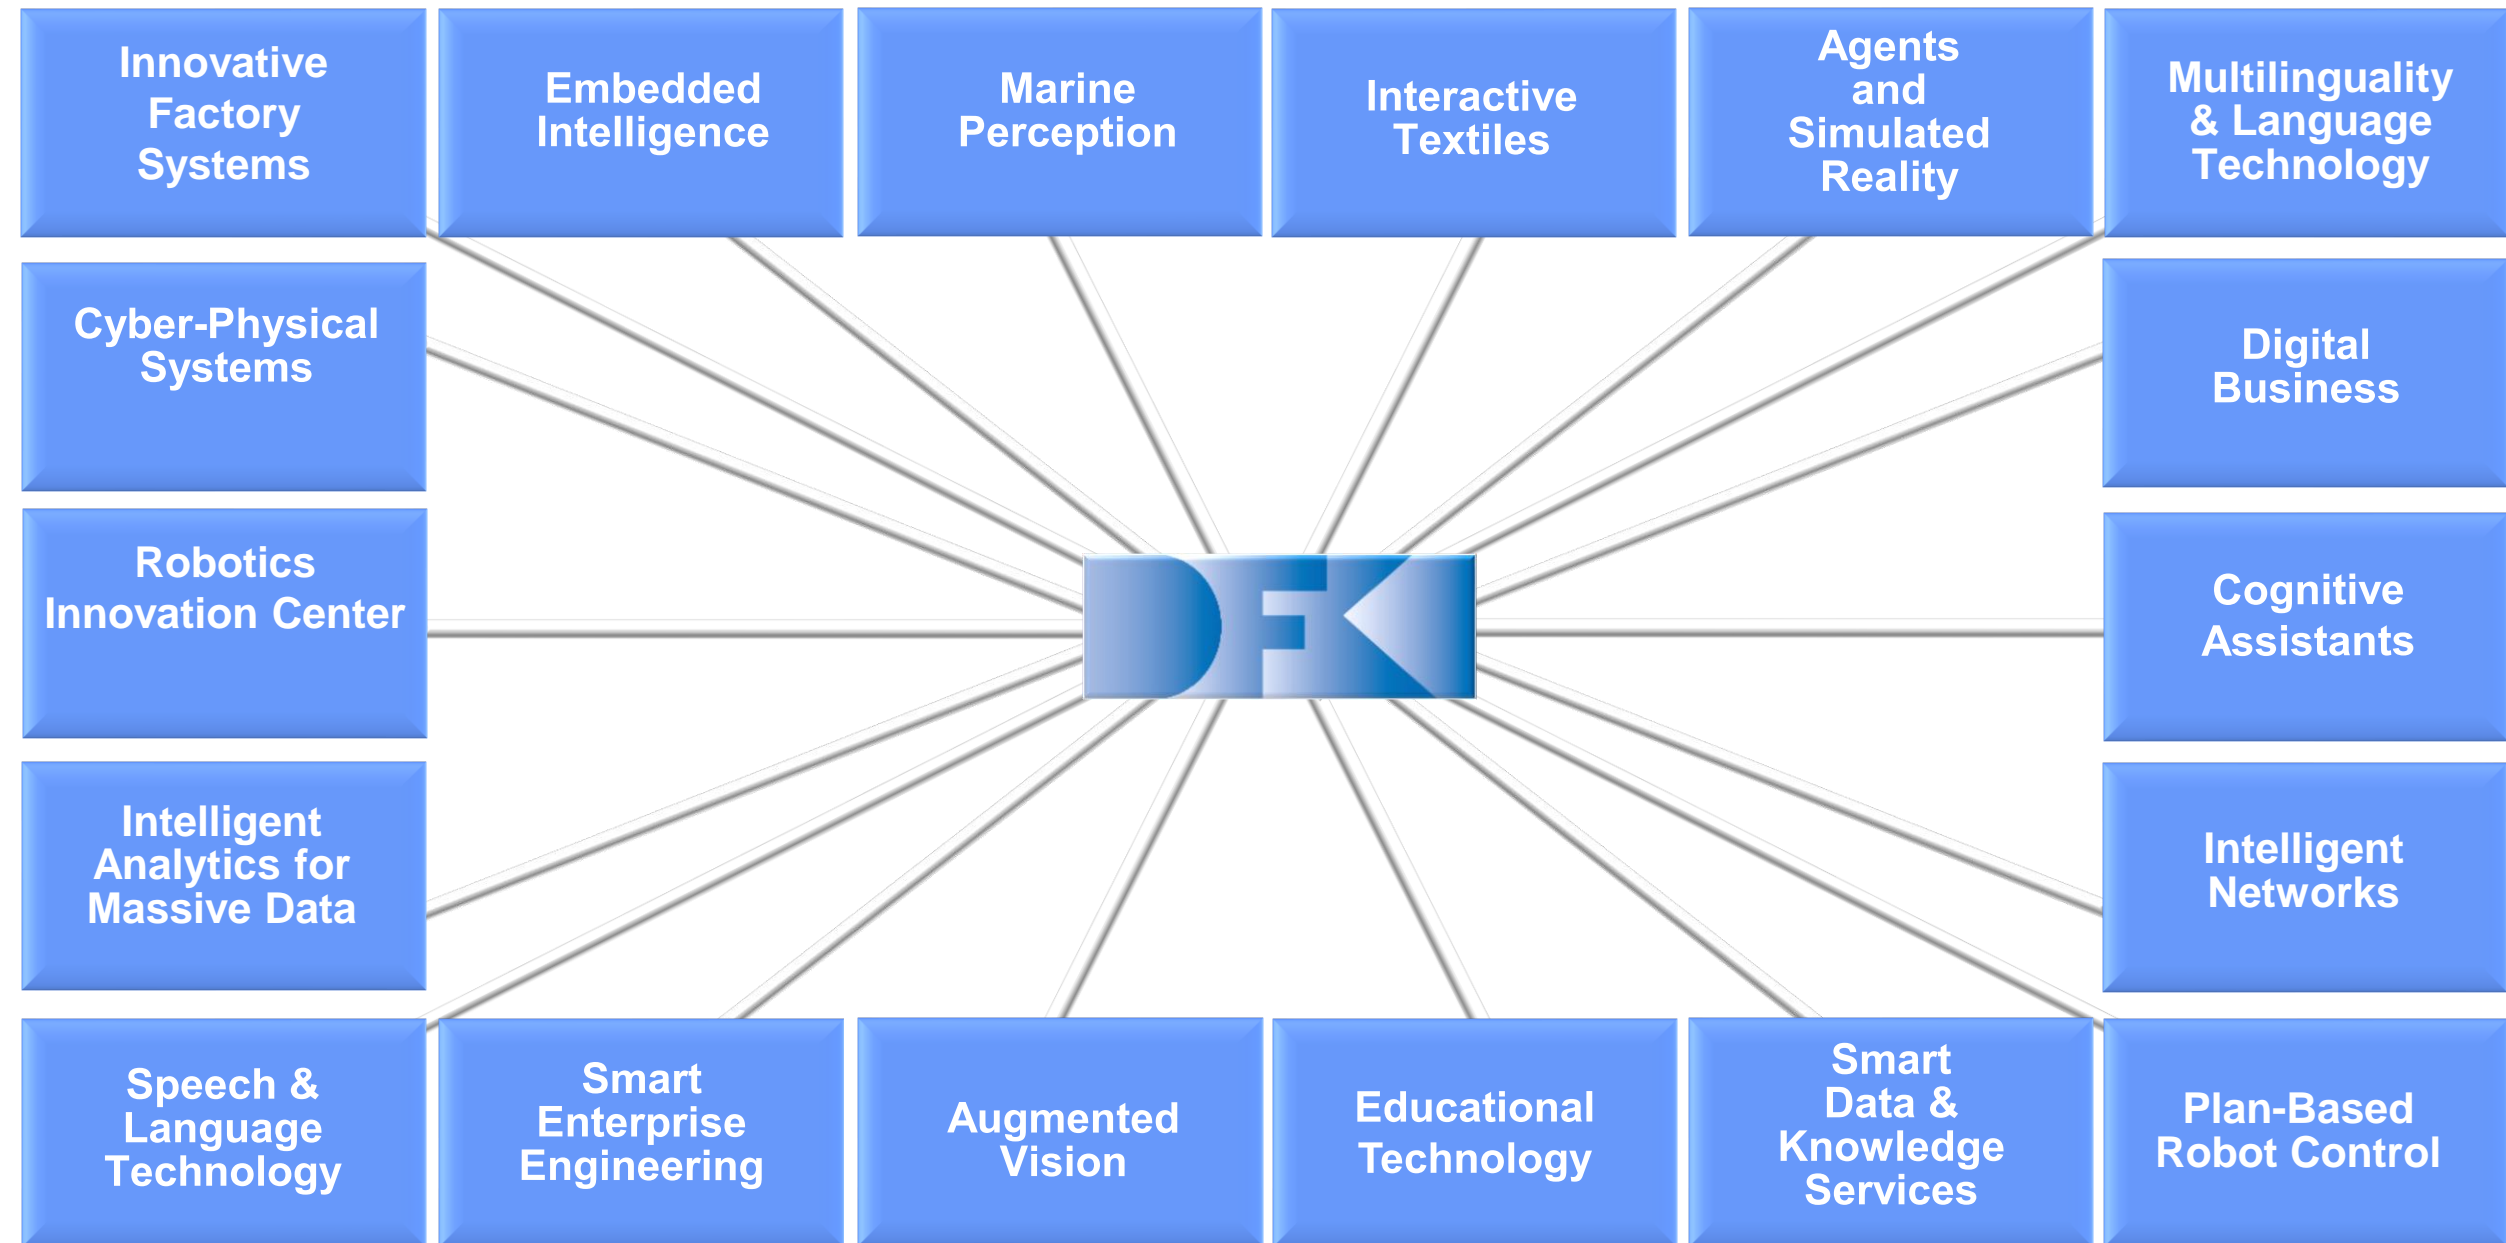 Innovative
Factory
Systems
Embedded
Intelligence
Marine
Perception
Interactive
Textiles
Agents
and
Simulated
Reality
Multilinguality
& Language
Technology
Cyber-Physical
Systems
Digital
Business
Robotics
Innovation Center
DFK
Cognitive
Assistants
Intelligent
Analytics for
Massive Data
Intelligent
Networks
Speech &
Language
Technology
Smart
Enterprise
Engineering
Augmented
Vision
Educational
Technology
Smart
Data &
Knowledge
Services
Plan-Based
Robot Control